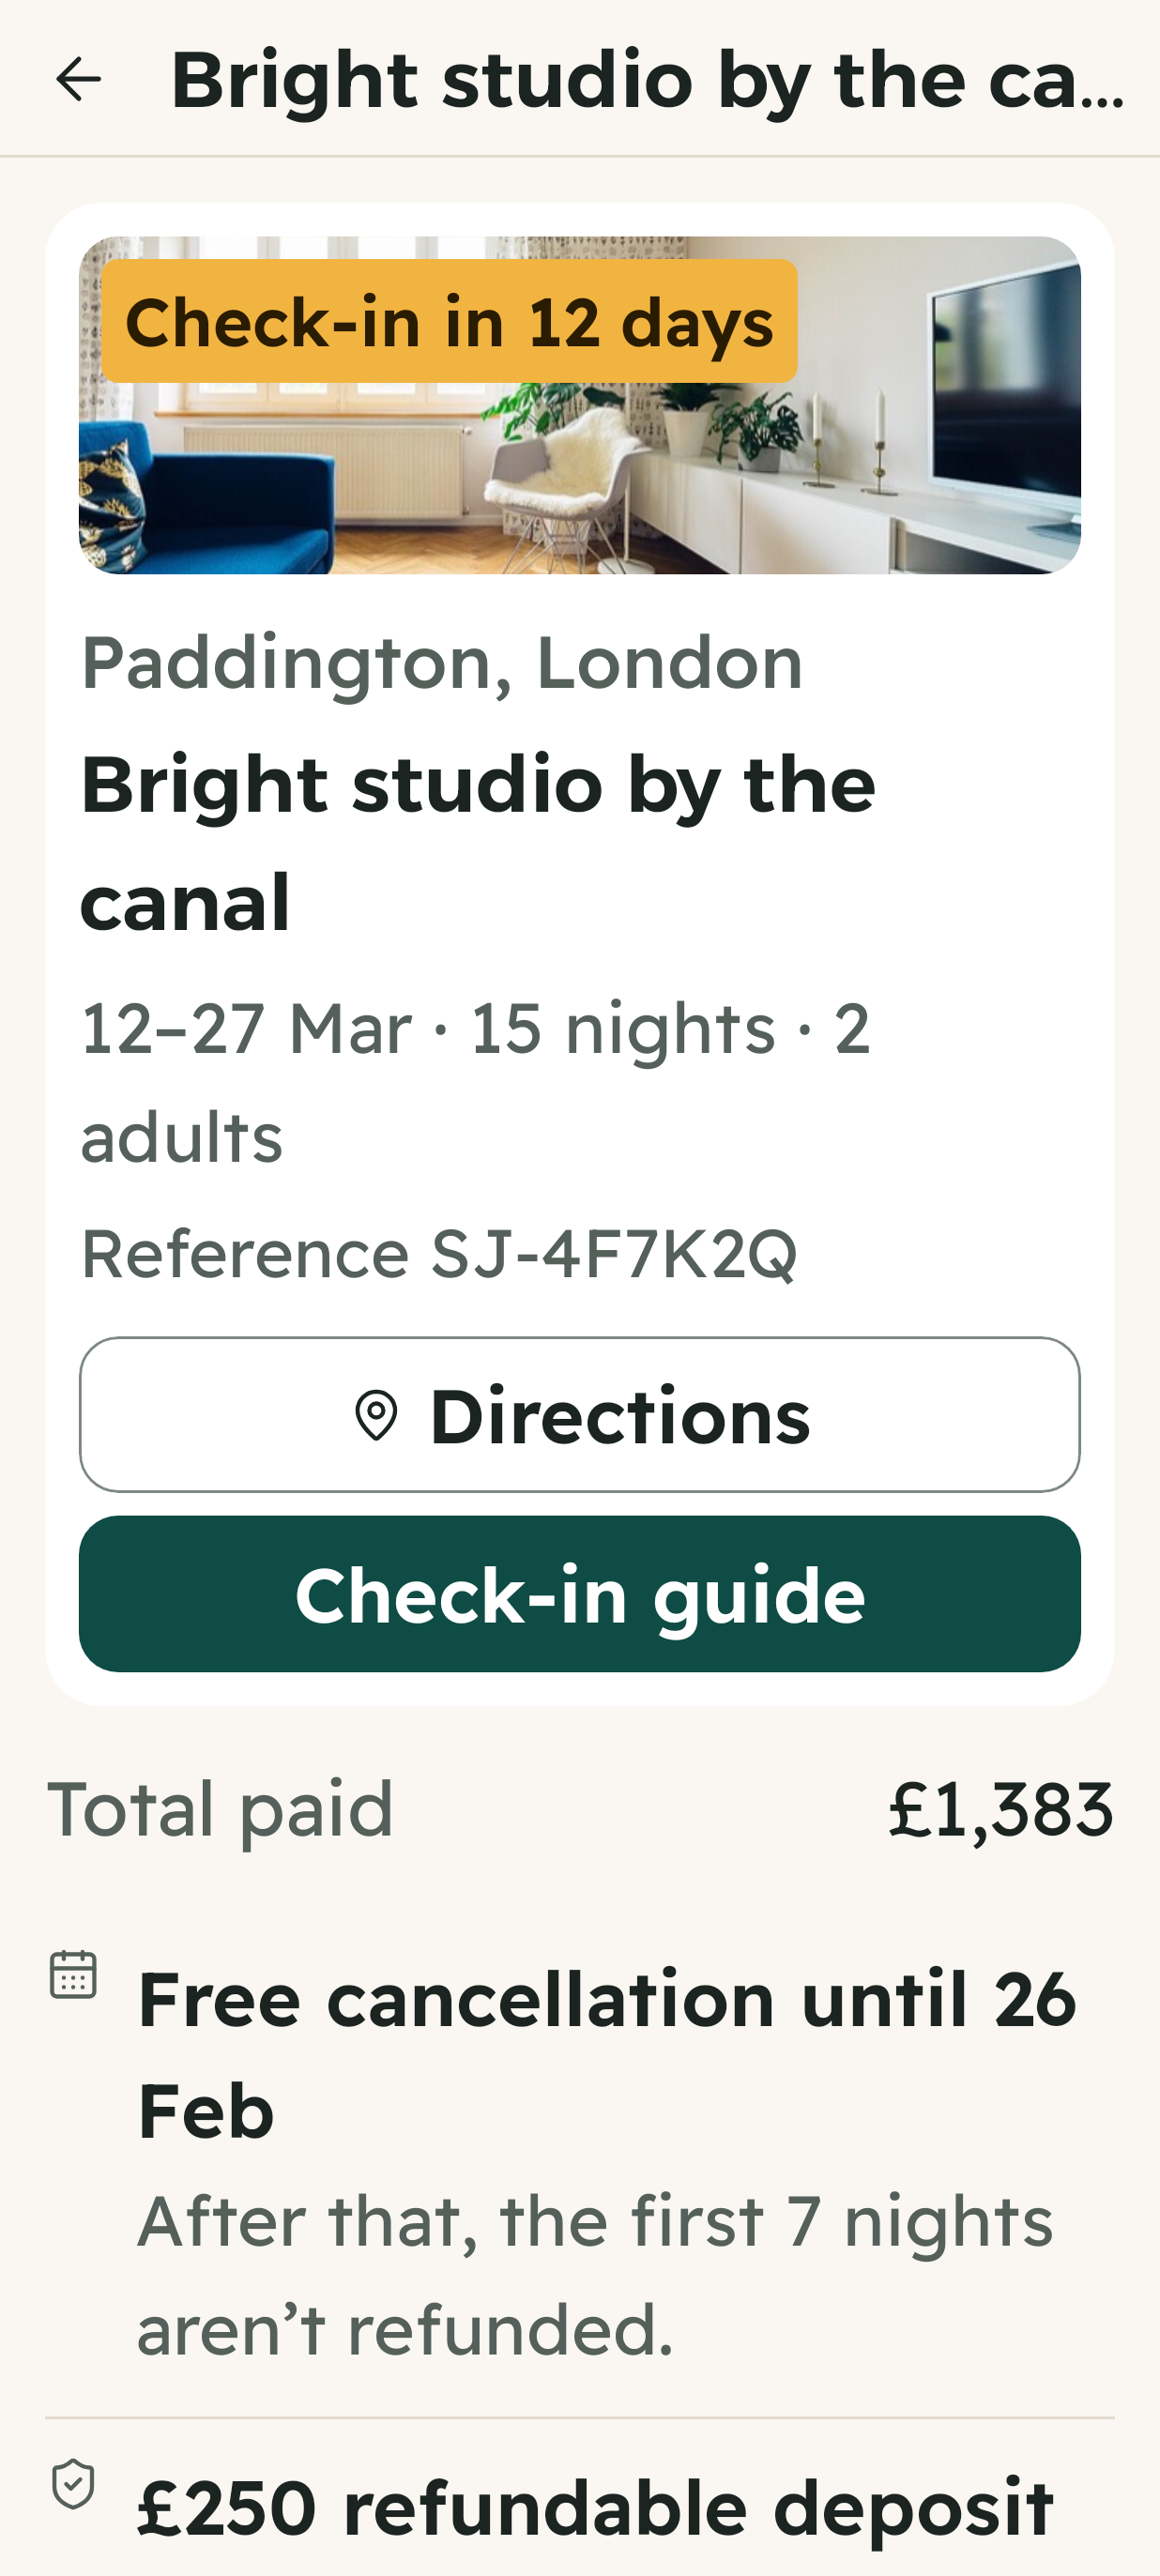 Bright studio by the ca...
Check-in in 12 days
Paddington, London
Bright studio by the
canal
12–27 Mar · 15 nights · 2
adults
Reference SJ-4F7K2Q
Directions
Check-in guide
Total paid £1,383
Free cancellation until 26
Feb
After that, the first 7 nights
aren’t refunded.
£250 refundable deposit